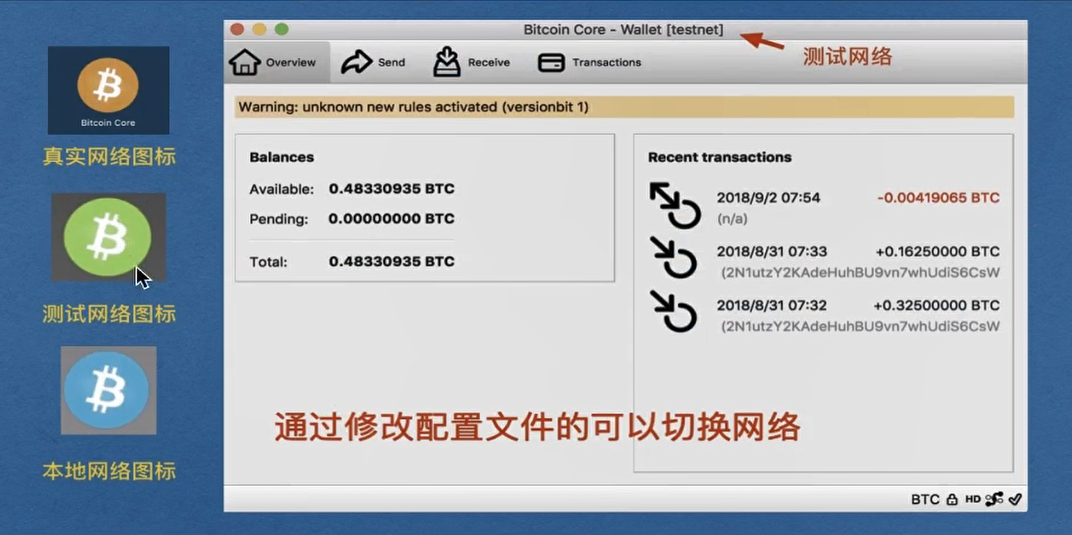 Bitcoin Core
真实网络图标
测试网络图标
本地网络图标
Bitcoin Core - Wallet [testnet]
测试网络
Overview
Send
Receive
Transactions
Warning: unknown new rules activated (versionbit 1)
Balances
Available: 0.48330935 BTC
Pending: 0.00000000 BTC
Total: 0.48330935 BTC
Recent transactions
2018/9/2 07:54 -0.00419065 BTC
(n/a)
2018/8/31 07:33 +0.16250000 BTC
(2N1utzY2KAdeHuhBU9vn7whUdiS6CsW
2018/8/31 07:32 +0.32500000 BTC
(2N1utzY2KAdeHuhBU9vn7whUdiS6CsW
通过修改配置文件的可以切换网络
BTC HD